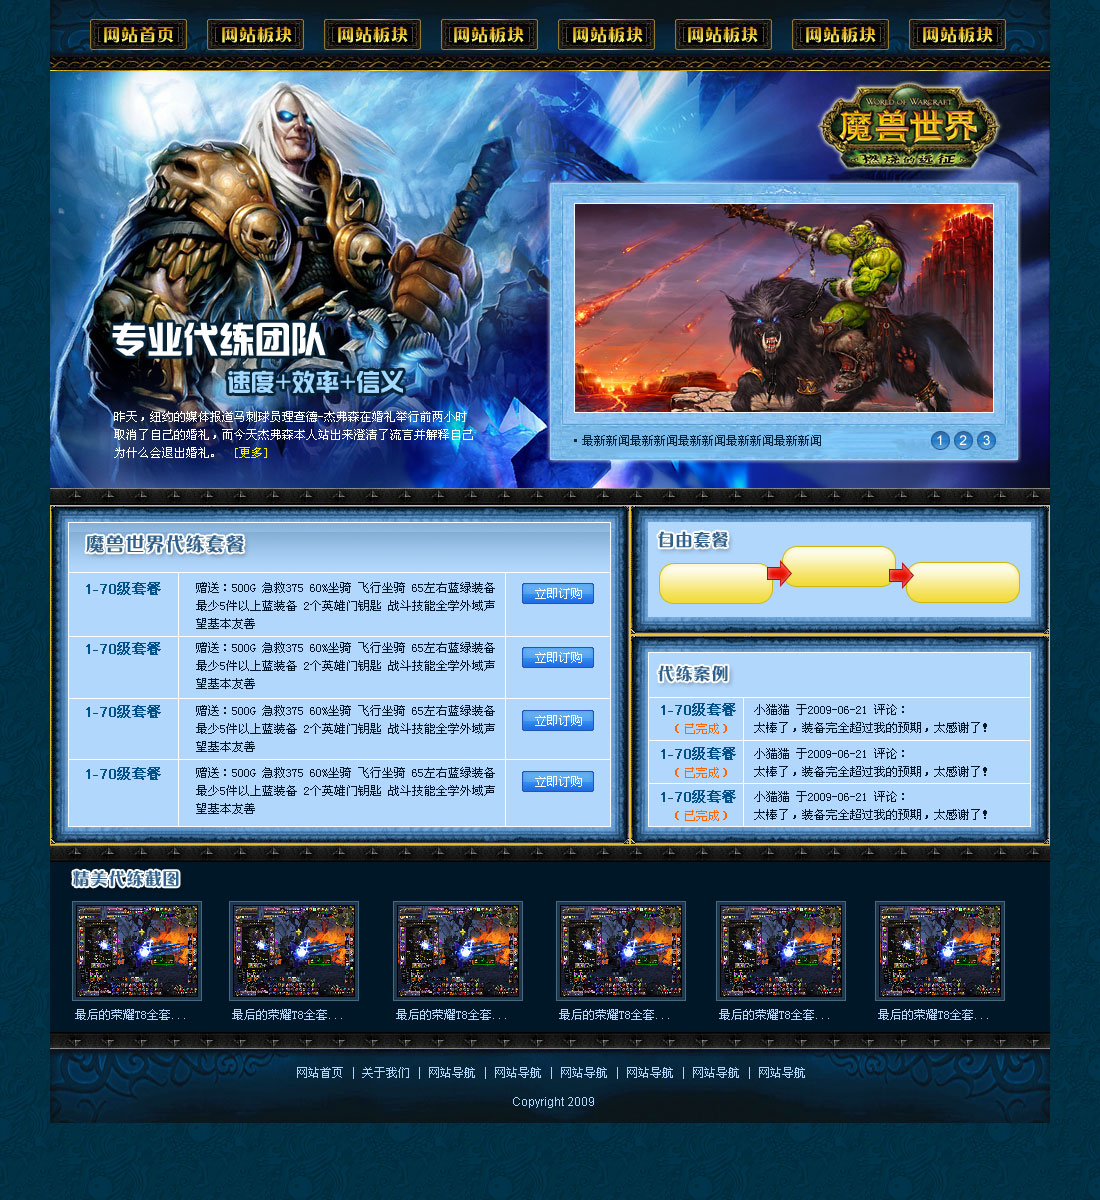 网站首页 网站板块 网站板块 网站板块 网站板块 网站板块 网站板块 网站板块
WORLD OF WARCRAFT
魔兽世界
燃烧的远征
专业代练团队
速度+效率+信义
昨天，纽约的媒体报道马刺球员理查德-杰弗森在婚礼举行前两小时
取消了自己的婚礼，而今天杰弗森本人站出来澄清了流言并解释自己
为什么会退出婚礼。 [更多]
· 最新新闻最新新闻最新新闻最新新闻最新新闻 1 2 3
魔兽世界代练套餐
1-70级套餐
赠送：500G 急救375 60%坐骑 飞行坐骑 65左右蓝绿装备
最少5件以上蓝装备 2个英雄门钥匙 战斗技能全学外域声
望基本友善
立即订购
1-70级套餐
赠送：500G 急救375 60%坐骑 飞行坐骑 65左右蓝绿装备
最少5件以上蓝装备 2个英雄门钥匙 战斗技能全学外域声
望基本友善
立即订购
1-70级套餐
赠送：500G 急救375 60%坐骑 飞行坐骑 65左右蓝绿装备
最少5件以上蓝装备 2个英雄门钥匙 战斗技能全学外域声
望基本友善
立即订购
1-70级套餐
赠送：500G 急救375 60%坐骑 飞行坐骑 65左右蓝绿装备
最少5件以上蓝装备 2个英雄门钥匙 战斗技能全学外域声
望基本友善
立即订购
自由套餐
代练案例
1-70级套餐
（已完成）
小猫猫 于2009-06-21 评论：
太棒了，装备完全超过我的预期，太感谢了！
1-70级套餐
（已完成）
小猫猫 于2009-06-21 评论：
太棒了，装备完全超过我的预期，太感谢了！
1-70级套餐
（已完成）
小猫猫 于2009-06-21 评论：
太棒了，装备完全超过我的预期，太感谢了！
精美代练截图
最后的荣耀T8全套... 最后的荣耀T8全套... 最后的荣耀T8全套... 最后的荣耀T8全套... 最后的荣耀T8全套... 最后的荣耀T8全套...
网站首页 | 关于我们 | 网站导航 | 网站导航 | 网站导航 | 网站导航 | 网站导航 | 网站导航
Copyright 2009